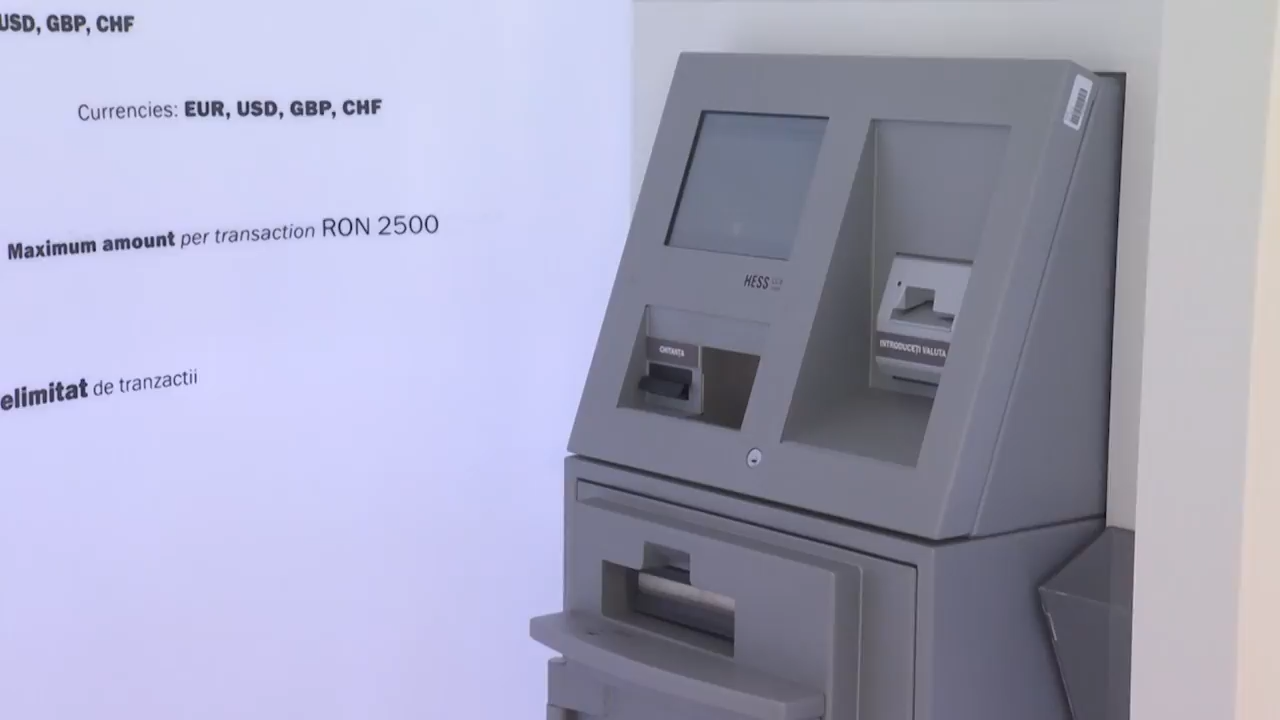 USD, GBP, CHF
Currencies: EUR, USD, GBP, CHF
Maximum amount per transaction RON 2500
elimitat de tranzactii
HESS
CHITANTA
INTRODUCEȚI VALUTA